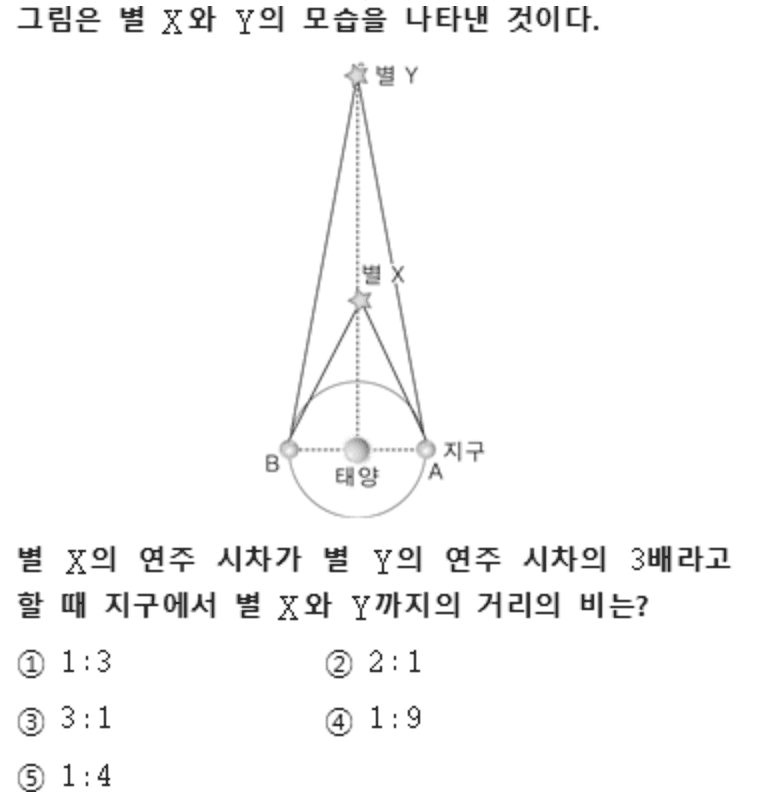 그림은 별 X와 Y의 모습을 나타낸 것이다.
별 Y
별 X
B
태양
지구
A
별 X의 연주 시차가 별 Y의 연주 시차의 3배라고
할 때 지구에서 별 X와 Y까지의 거리의 비는?
① 1:3 ② 2:1
③ 3:1 ④ 1:9
⑤ 1:4